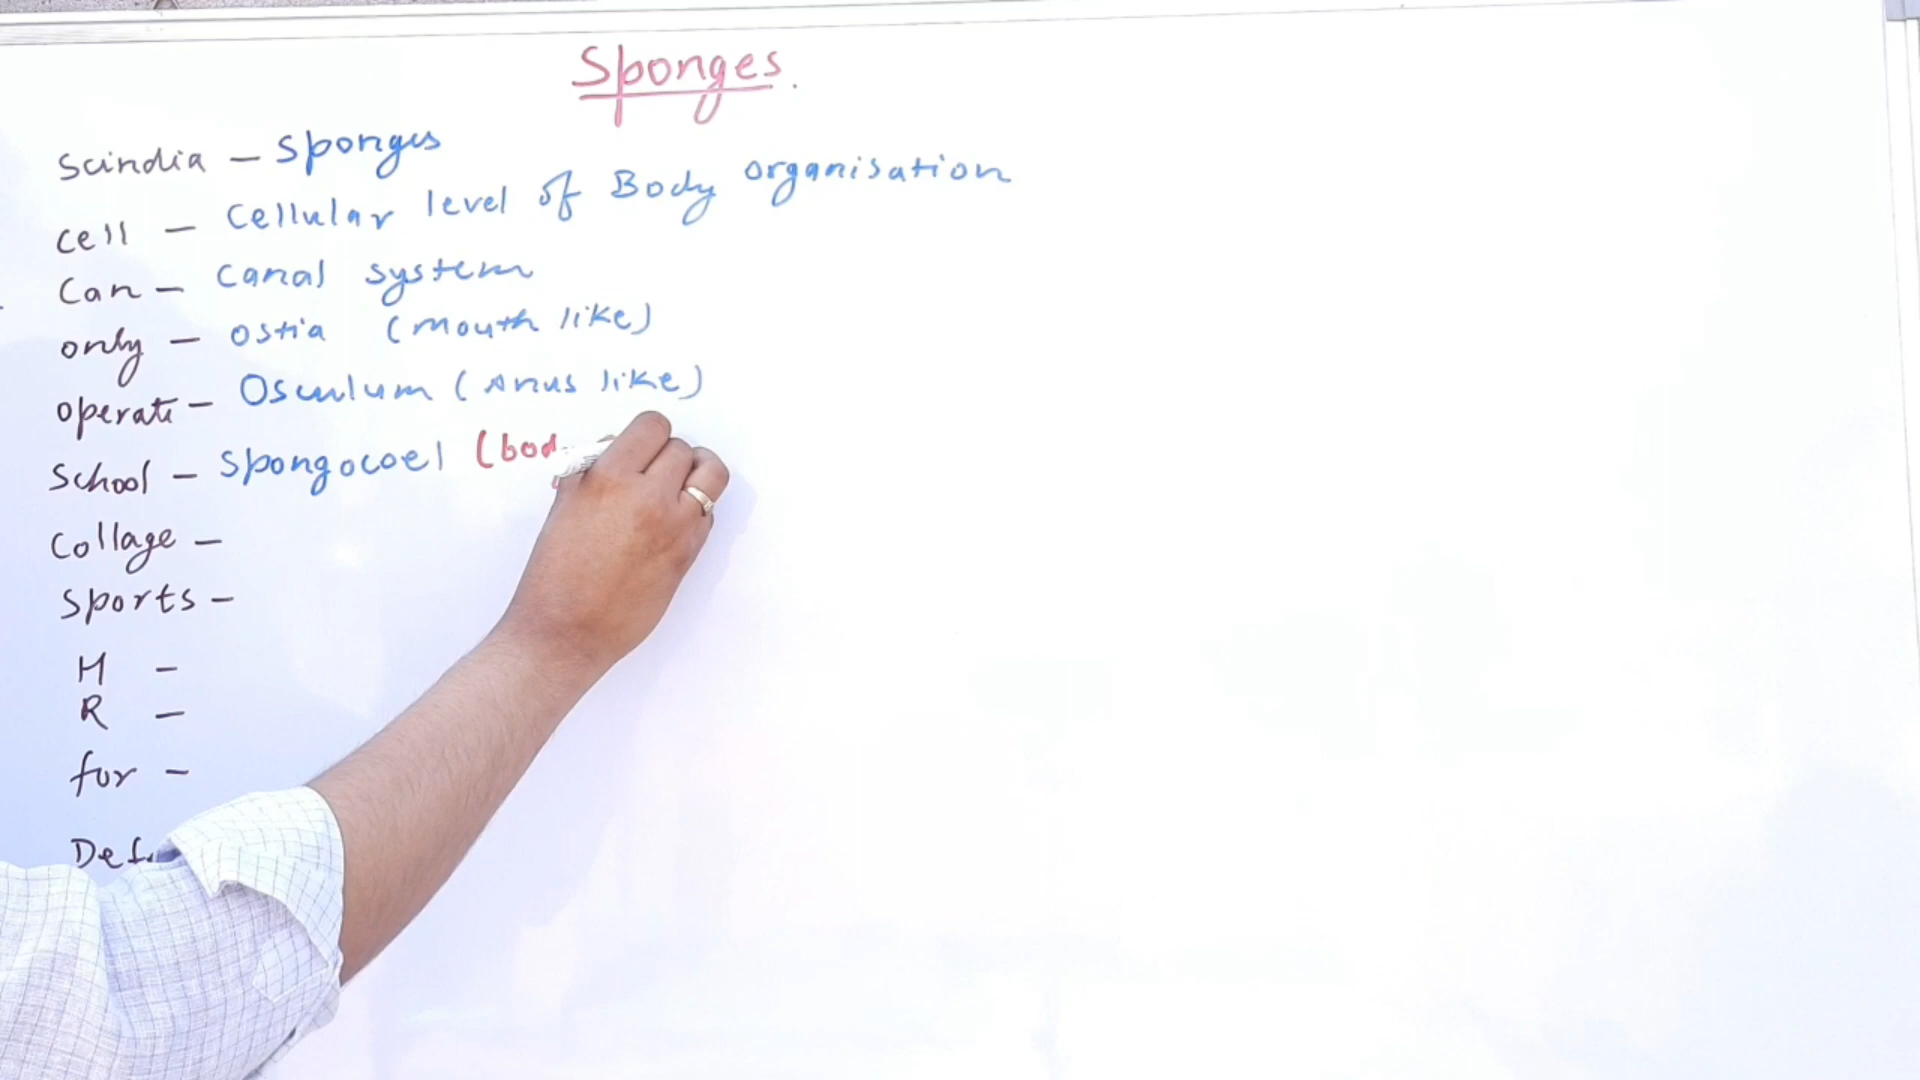 Sponges.
Scindia - Sponges
Cell - Cellular level of Body organisation
Can - Canal system
only - Ostia (Mouth like)
operate - Osculum (Anus like)
School - Spongocoel (bod
Collage -
Sports -
H -
R -
for -